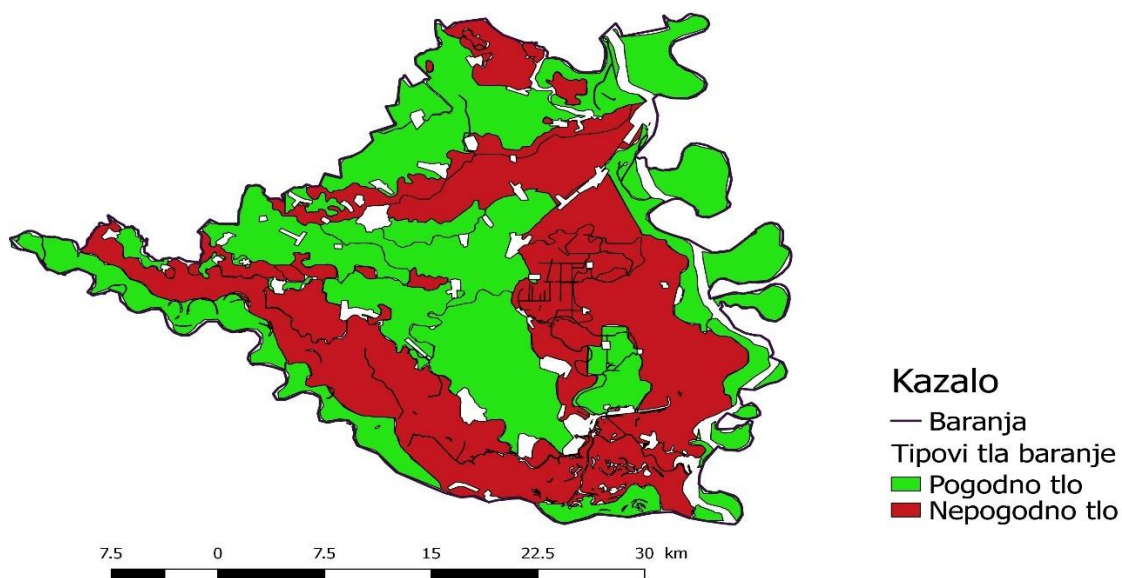 Kazalo
Baranja
Tipovi tla baranje
Pogodno tlo
Nepogodno tlo
7.5 0 7.5 15 22.5 30 km